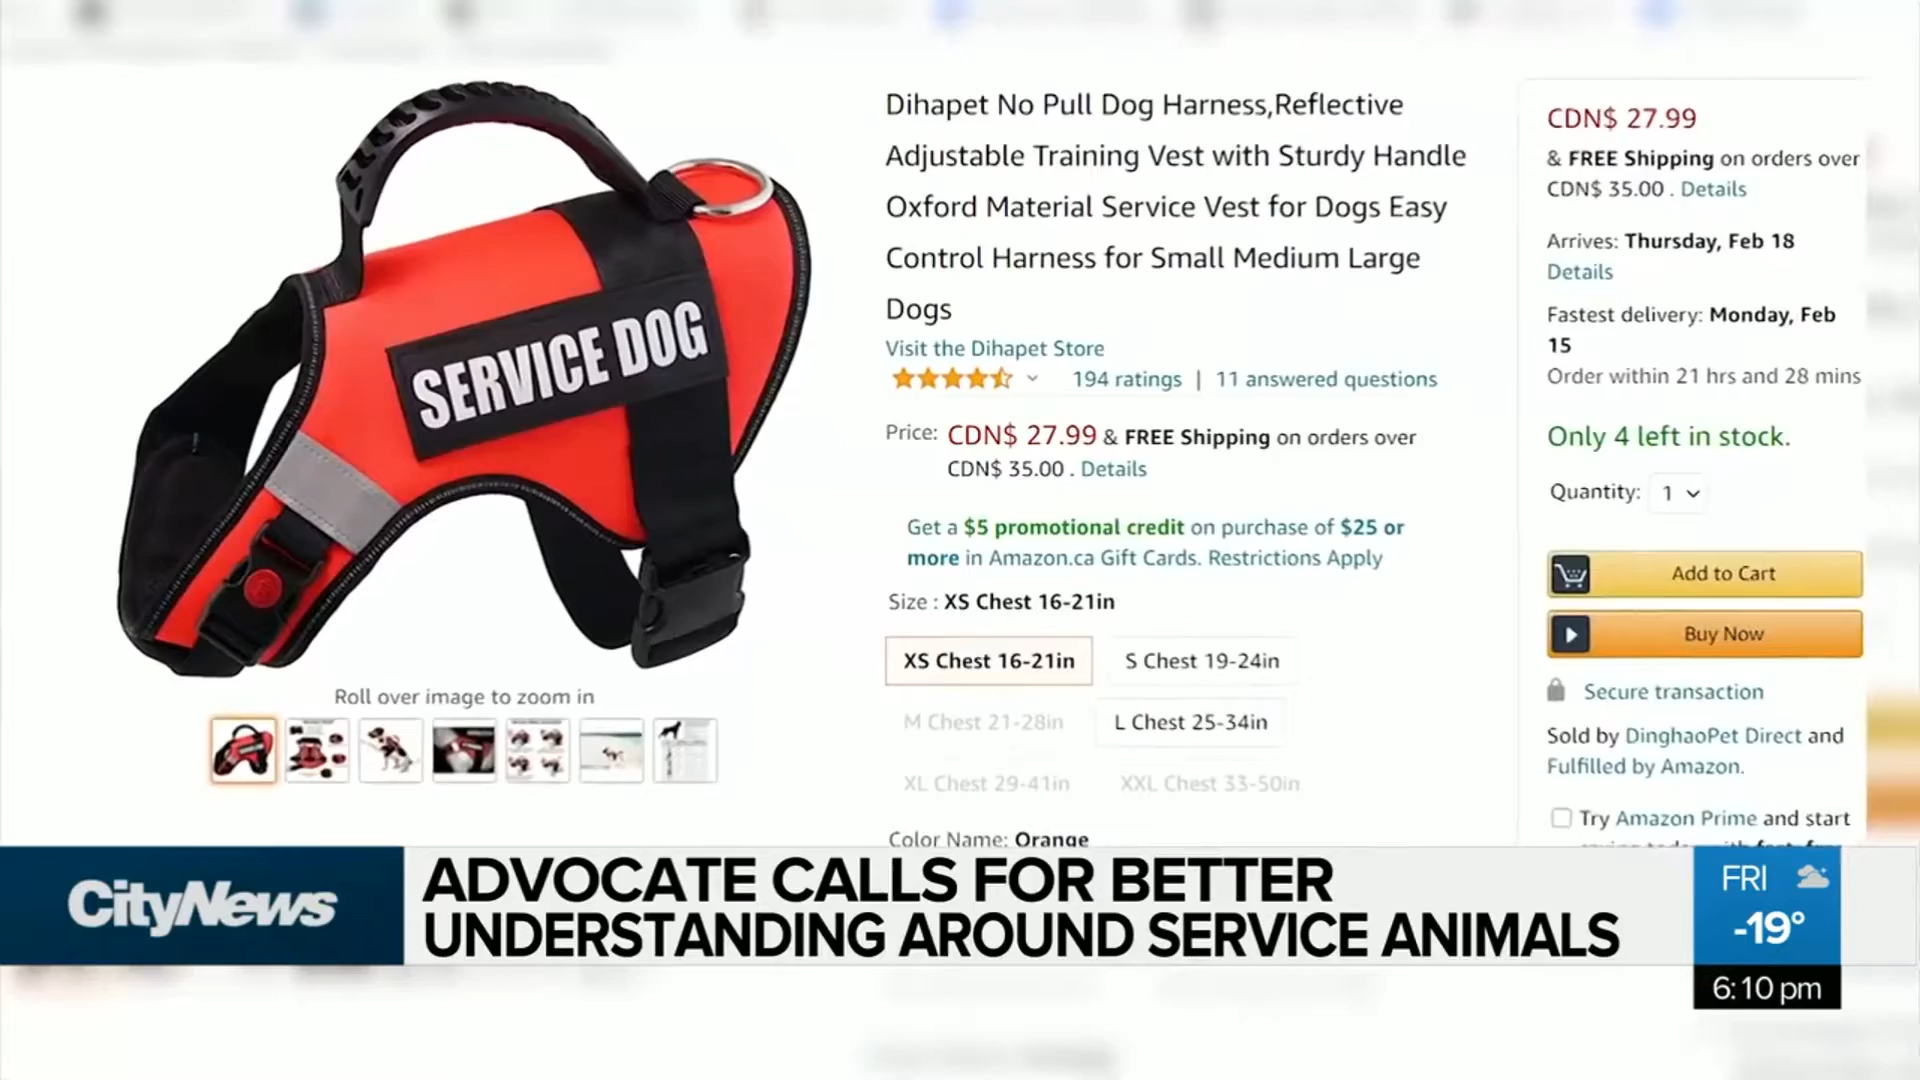 SERVICE DOG
Roll over image to zoom in
Dihapet No Pull Dog Harness,Reflective
Adjustable Training Vest with Sturdy Handle
Oxford Material Service Vest for Dogs Easy
Control Harness for Small Medium Large
Dogs
Visit the Dihapet Store
194 ratings | 11 answered questions
Price: CDN$ 27.99 & FREE Shipping on orders over
CDN$ 35.00 . Details
Get a $5 promotional credit on purchase of $25 or
more in Amazon.ca Gift Cards. Restrictions Apply
Size : XS Chest 16-21in
XS Chest 16-21in S Chest 19-24in
M Chest 21-28in L Chest 25-34in
XL Chest 29-41in XXL Chest 33-50in
Color Name: Orange
CDN$ 27.99
& FREE Shipping on orders over
CDN$ 35.00 . Details
Arrives: Thursday, Feb 18
Details
Fastest delivery: Monday, Feb
15
Order within 21 hrs and 28 mins
Only 4 left in stock.
Quantity: 1
Add to Cart
Buy Now
Secure transaction
Sold by DinghaoPet Direct and
Fulfilled by Amazon.
Try Amazon Prime and start
CityNews
ADVOCATE CALLS FOR BETTER
UNDERSTANDING AROUND SERVICE ANIMALS
FRI
-19°
6:10 pm